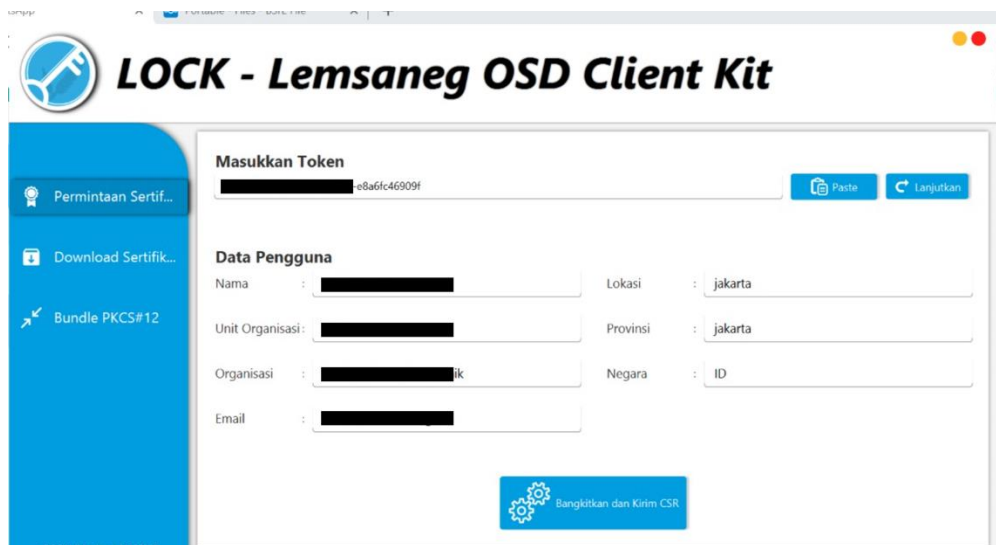 LOCK - Lemsaneg OSD Client Kit
Permintaan Sertif...
Download Sertifik...
Bundle PKCS#12
Masukkan Token
-e8a6fc46909f
Paste
Lanjutkan
Data Pengguna
Nama :
Lokasi : jakarta
Unit Organisasi :
Provinsi : jakarta
Organisasi : ik
Negara : ID
Email :
Bangkitkan dan Kirim CSR